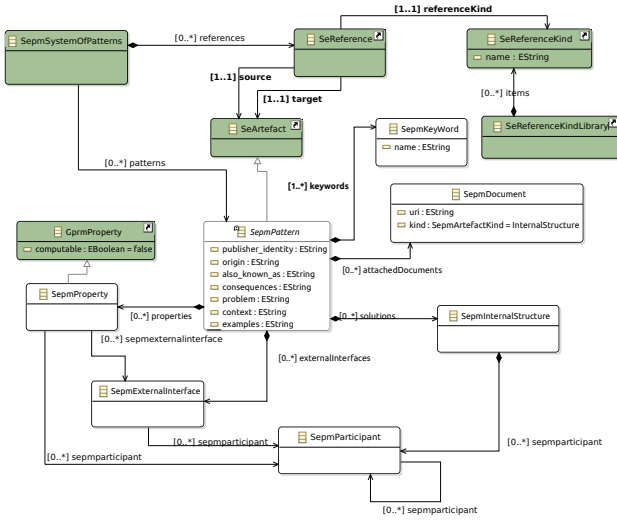 [1..1] referenceKind
SepmSystemOfPatterns
[0..*] references
SeReference
SeReferenceKind
name : EString
[1..1] source
[1..1] target
[0..*] items
SeArtefact
SepmKeyWord
name : EString
SeReferenceKindLibrary
[0..*] patterns
[1..*] keywords
SepmDocument
uri : EString
kind : SepmArtefactKind = InternalStructure
GprmProperty
computable : EBoolean = false
SepmPattern
publisher_identity : EString
origin : EString
also_known_as : EString
consequences : EString
problem : EString
context : EString
examples : EString
[0..*] attachedDocuments
SepmProperty
[0..*] properties
[0..*] solutions
SepmInternalStructure
[0..*] sepmexternalinterface
[0..*] externalInterfaces
SepmExternalInterface
[0..*] sepmparticipant
SepmParticipant
[0..*] sepmparticipant
[0..*] sepmparticipant
[0..*] sepmparticipant